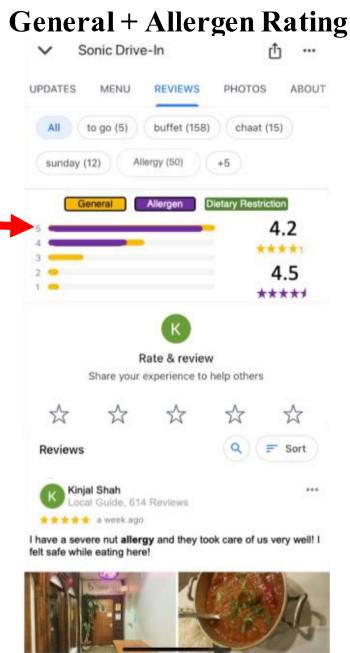 General + Allergen Rating
Sonic Drive-In
UPDATES MENU REVIEWS PHOTOS ABOUT
All to go (5) buffet (158) chaat (15)
sunday (12) Allergy (50) +5
General Allergen Dietary Restriction
5
4
3
2
1
4.2
4.5
K
Rate & review
Share your experience to help others
Reviews Sort
K
Kinjal Shah
Local Guide, 614 Reviews
a week ago
I have a severe nut allergy and they took care of us very well! I
felt safe while eating here!